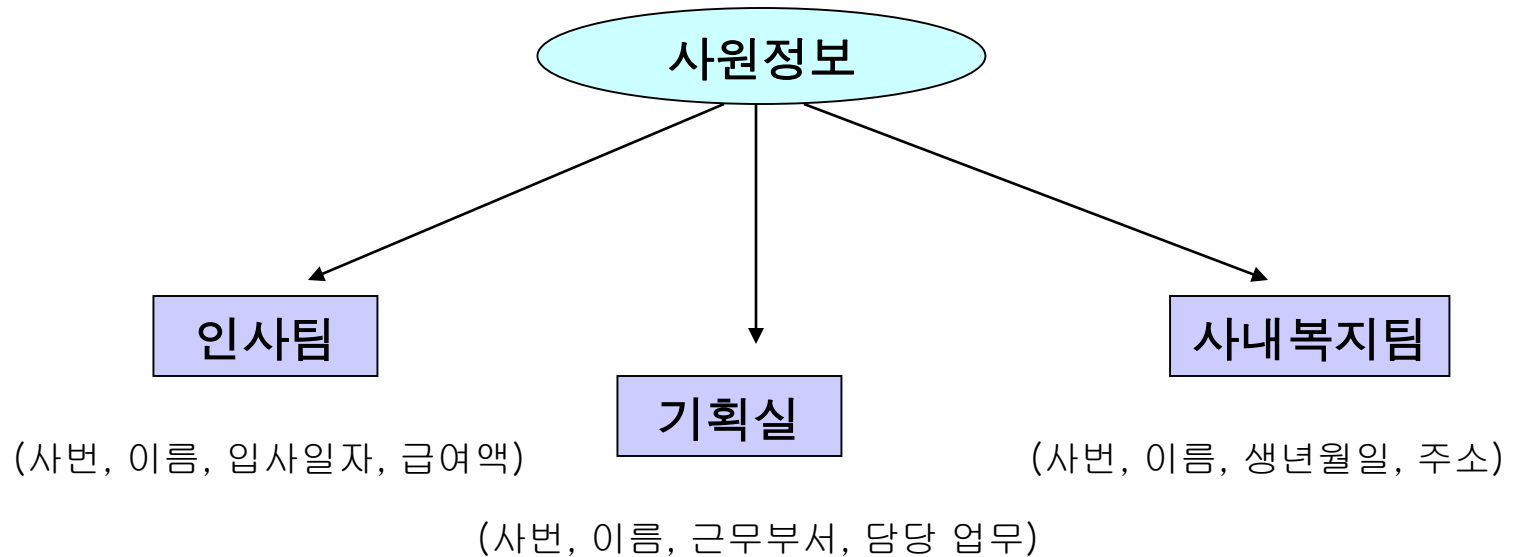 사원정보
인사팀
사내복지팀
기획실
(사번, 이름, 입사일자, 급여액)
(사번, 이름, 생년월일, 주소)
(사번, 이름, 근무부서, 담당 업무)